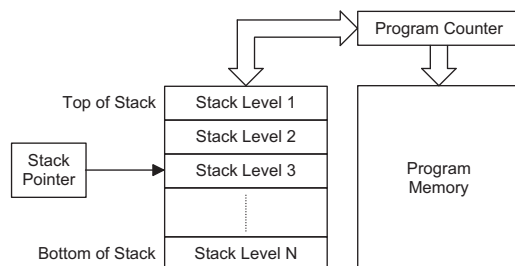 Program Counter
Top of Stack
Stack Level 1
Stack Level 2
Stack
Pointer
Stack Level 3
Program
Memory
Bottom of Stack
Stack Level N